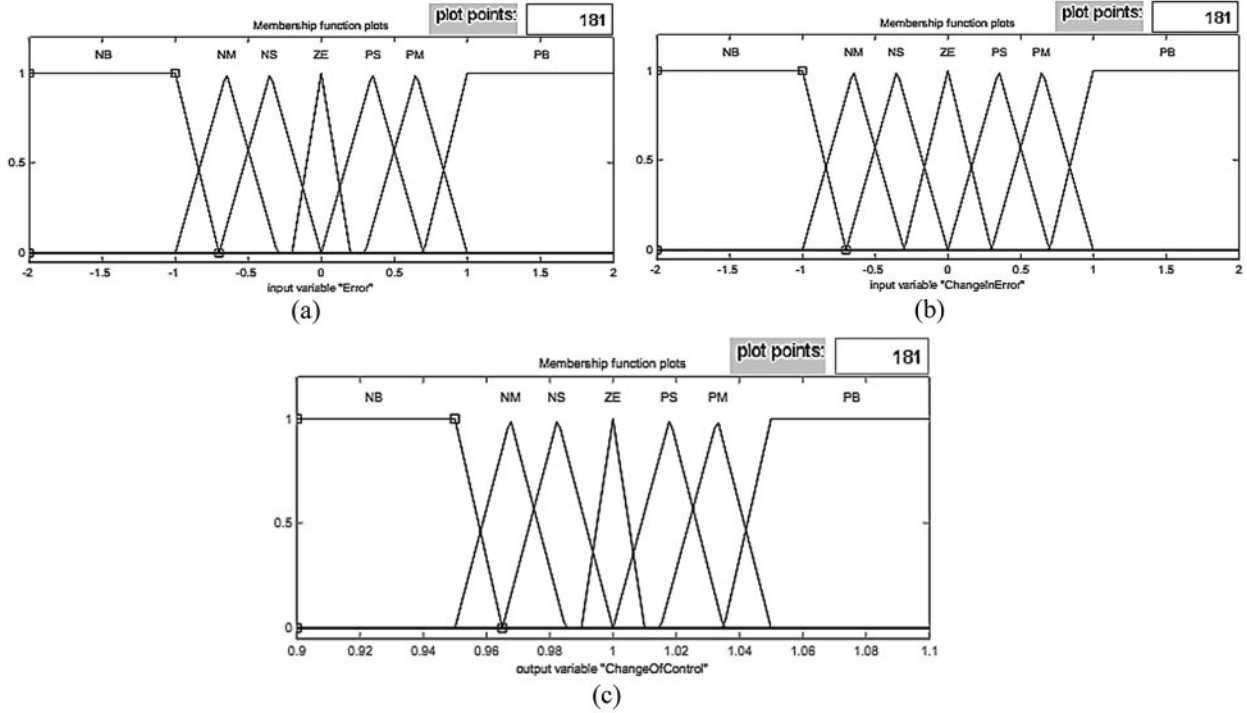 plot points: 181
Membership function plots
NB NM NS ZE PS PM PB
1
0.5
0
-2 -1.5 -1 -0.5 0 0.5 1 1.5 2
input variable "Error"
(a)
plot points: 181
Membership function plots
NB NM NS ZE PS PM PB
1
0.5
0
-2 -1.5 -1 -0.5 0 0.5 1 1.5 2
input variable "ChangeInError"
(b)
plot points: 181
Membership function plots
NB NM NS ZE PS PM PB
1
0.5
0
0.9 0.92 0.94 0.96 0.98 1 1.02 1.04 1.06 1.08 1.1
output variable "ChangeOfControl"
(c)